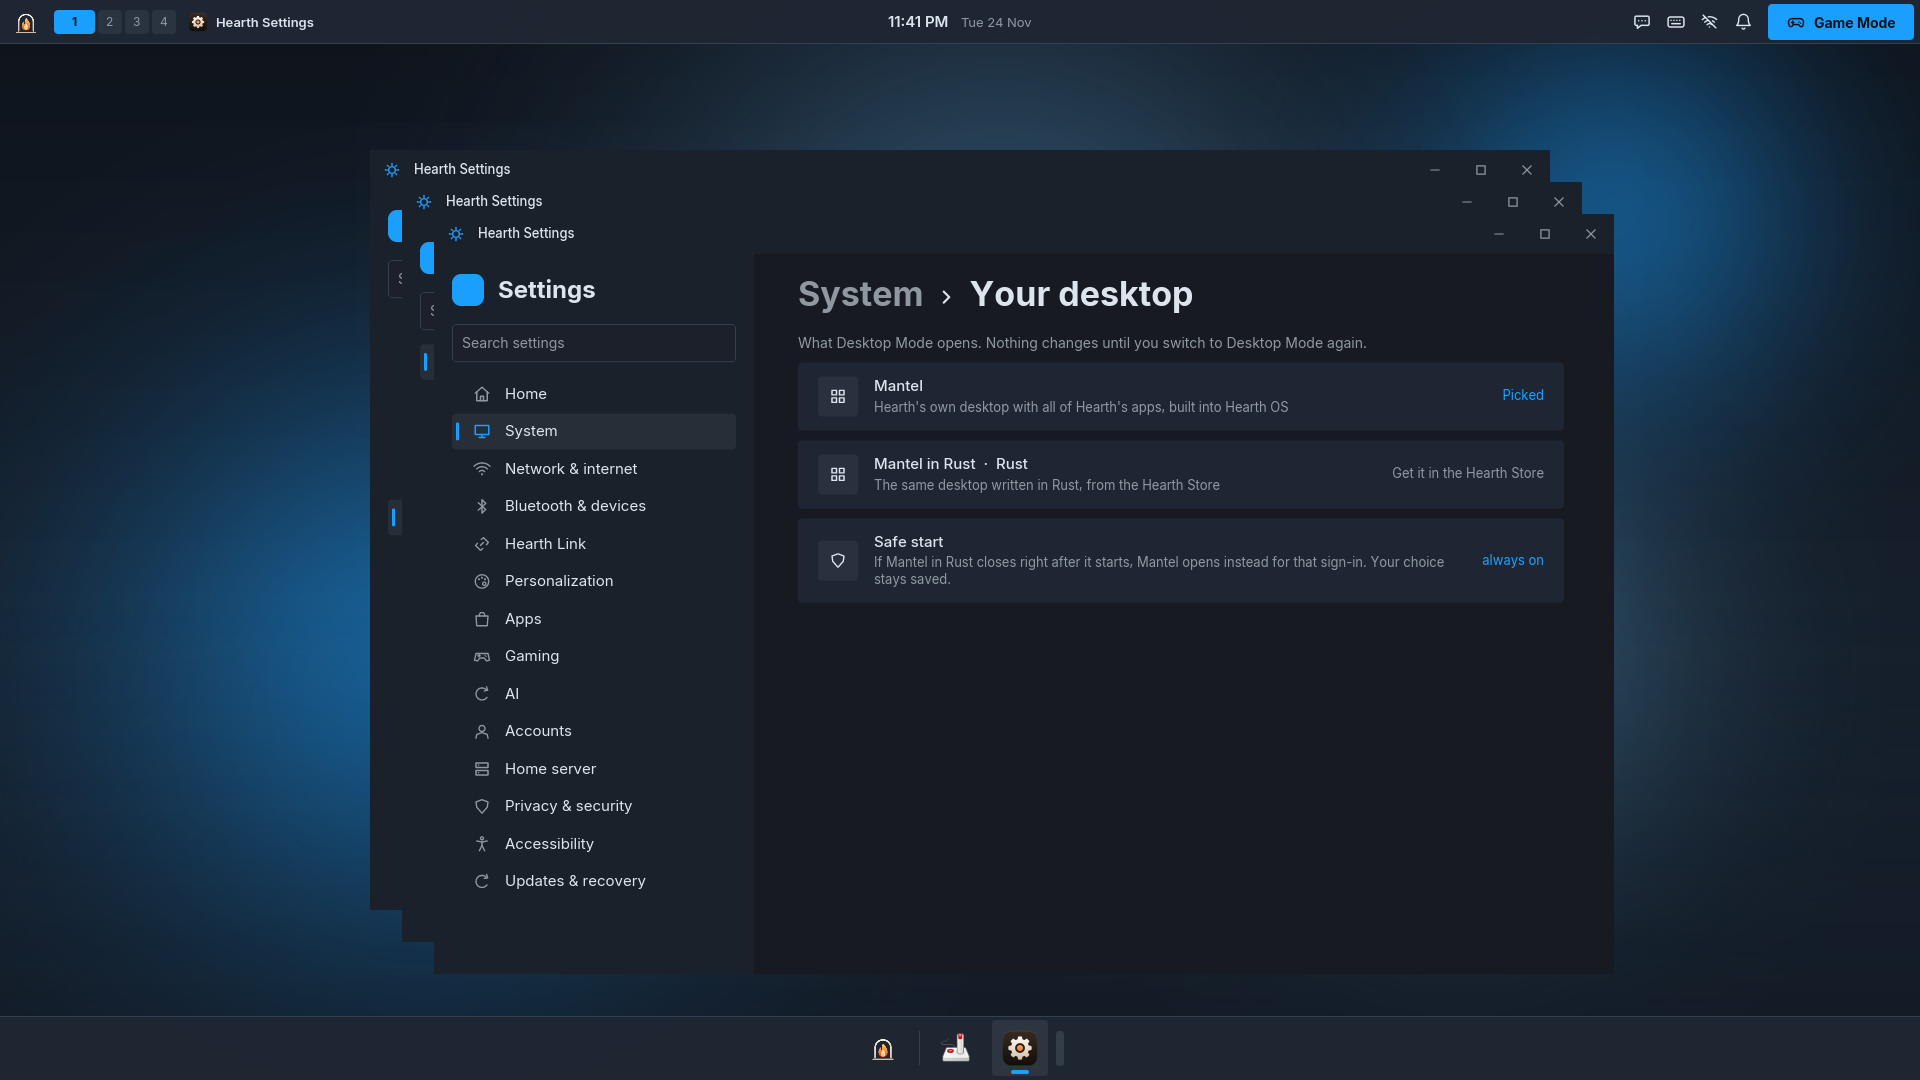 1
2
3
4
Hearth Settings
11:41 PM
Tue 24 Nov
Game Mode
Hearth Settings
Hearth Settings
Hearth Settings
Settings
Search settings
Home
System
Network & internet
Bluetooth & devices
Hearth Link
Personalization
Apps
Gaming
AI
Accounts
Home server
Privacy & security
Accessibility
Updates & recovery
System › Your desktop
What Desktop Mode opens. Nothing changes until you switch to Desktop Mode again.
Mantel
Hearth's own desktop with all of Hearth's apps, built into Hearth OS
Picked
Mantel in Rust · Rust
The same desktop written in Rust, from the Hearth Store
Get it in the Hearth Store
Safe start
If Mantel in Rust closes right after it starts, Mantel opens instead for that sign-in. Your choice
stays saved.
always on